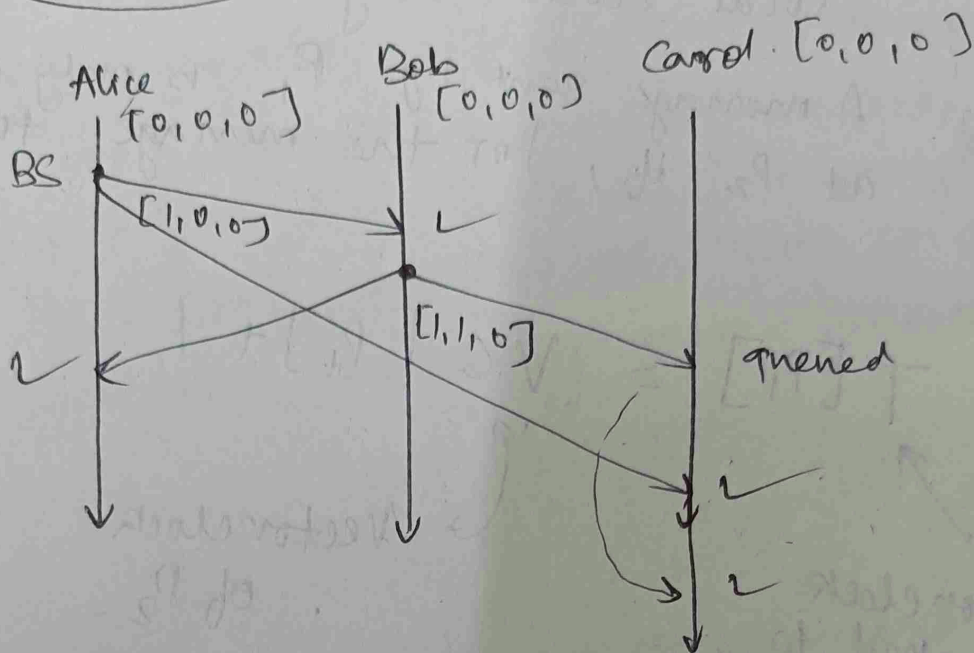 Alice
[0,0,0]
Bob
[0,0,0]
Carol. [0,0,0]
BS
[1,0,0]
[1,1,0]
queued